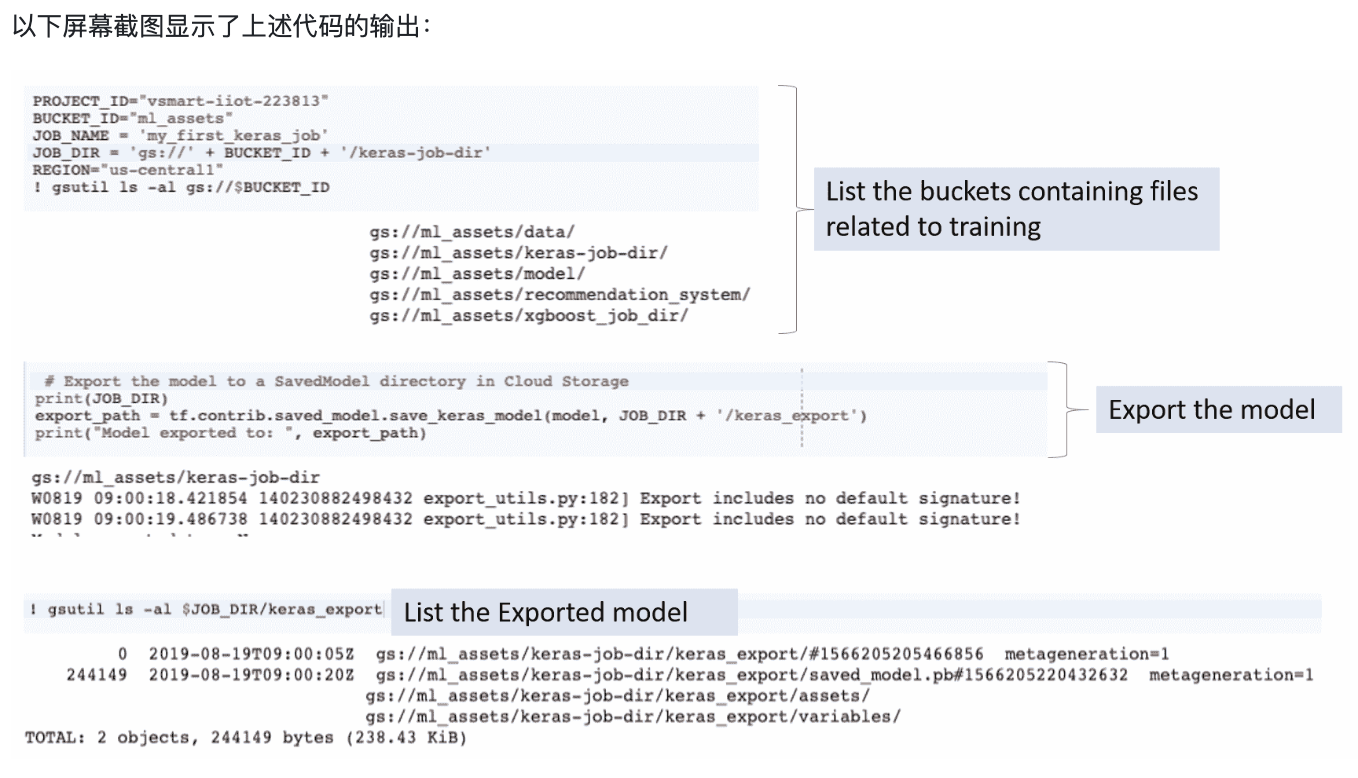 以下屏幕截图显示了上述代码的输出：
PROJECT_ID="vsmart-iiot-223813"
BUCKET_ID="ml_assets"
JOB_NAME = 'my_first_keras_job'
JOB_DIR = 'gs://' + BUCKET_ID + '/keras-job-dir'
REGION="us-central1"
! gsutil ls -al gs://$BUCKET_ID
List the buckets containing files
related to training
gs://ml_assets/data/
gs://ml_assets/keras-job-dir/
gs://ml_assets/model/
gs://ml_assets/recommendation_system/
gs://ml_assets/xgboost_job_dir/
# Export the model to a SavedModel directory in Cloud Storage
print(JOB_DIR)
export_path = tf.contrib.saved_model.save_keras_model(model, JOB_DIR + '/keras_export')
print("Model exported to: ", export_path)
Export the model
gs://ml_assets/keras-job-dir
W0819 09:00:18.421854 140230882498432 export_utils.py:182] Export includes no default signature!
W0819 09:00:19.486738 140230882498432 export_utils.py:182] Export includes no default signature!
! gsutil ls -al $JOB_DIR/keras_export
List the Exported model
0 2019-08-19T09:00:05Z gs://ml_assets/keras-job-dir/keras_export/#1566205205466856 metageneration=1
244149 2019-08-19T09:00:20Z gs://ml_assets/keras-job-dir/keras_export/saved_model.pb#1566205220432632 metageneration=1
gs://ml_assets/keras-job-dir/keras_export/assets/
gs://ml_assets/keras-job-dir/keras_export/variables/
TOTAL: 2 objects, 244149 bytes (238.43 KiB)